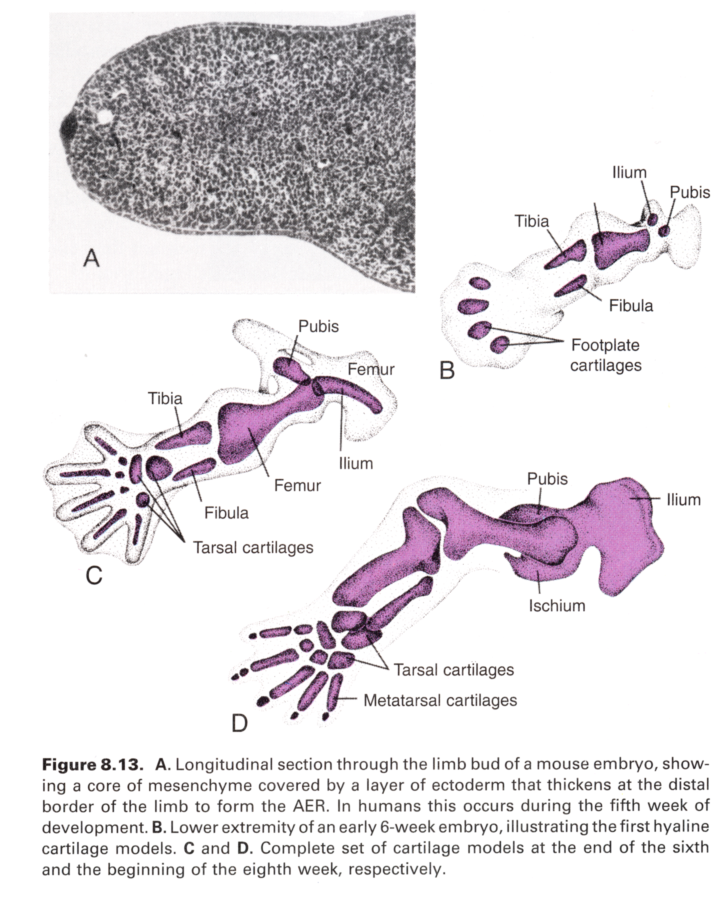 A
Ilium
Pubis
Tibia
Fibula
Footplate
cartilages
B
Pubis
Femur
Tibia
Ilium
Femur
Fibula
Tarsal cartilages
C
Pubis
Ilium
Ischium
Tarsal cartilages
Metatarsal cartilages
D
Figure 8.13. A. Longitudinal section through the limb bud of a mouse embryo, show-
ing a core of mesenchyme covered by a layer of ectoderm that thickens at the distal
border of the limb to form the AER. In humans this occurs during the fifth week of
development. B. Lower extremity of an early 6-week embryo, illustrating the first hyaline
cartilage models. C and D. Complete set of cartilage models at the end of the sixth
and the beginning of the eighth week, respectively.